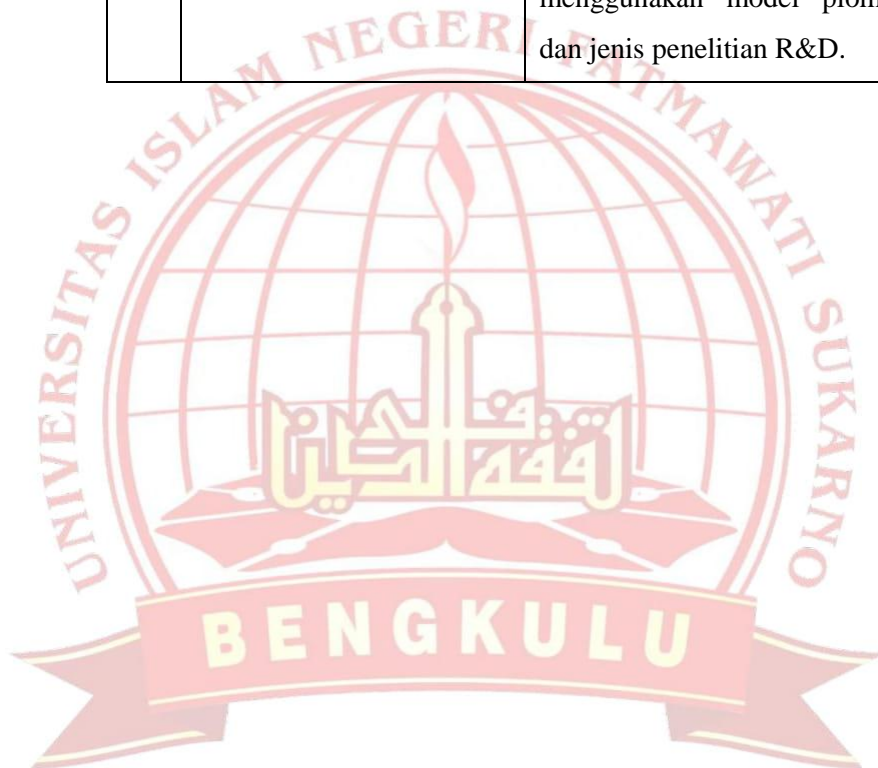 menggunakan model
dan jenis penelitian R&D.
UNIVERSITAS ISLAM NEGERI FATMAWATI SUKARNO
BENGKULU